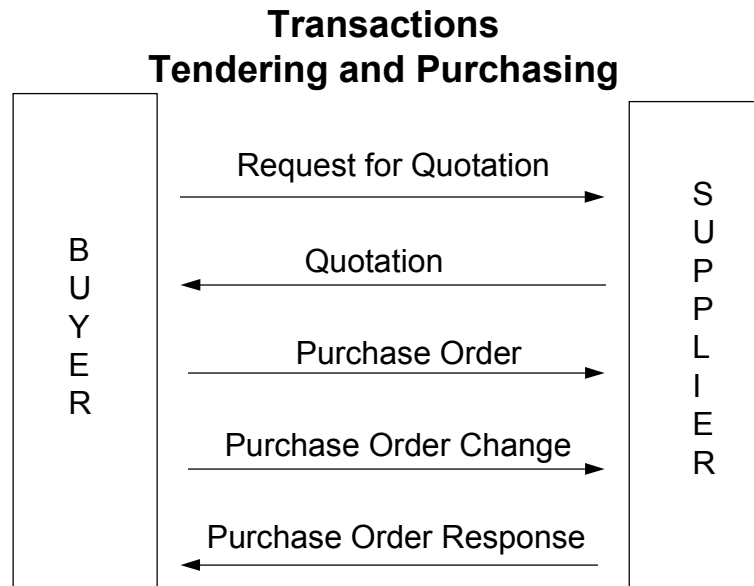 Transactions
Tendering and Purchasing
Request for Quotation
Quotation
Purchase Order
Purchase Order Change
Purchase Order Response
B
U
Y
E
R
S
U
P
P
L
I
E
R